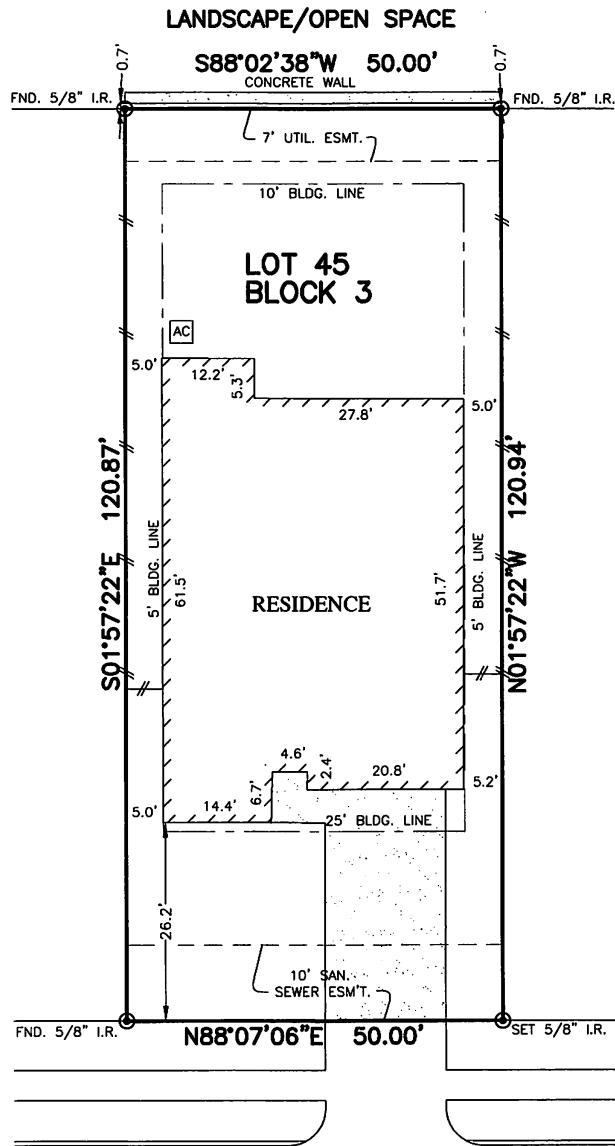 LANDSCAPE/OPEN SPACE
0.7'
S88°02'38"W 50.00'
0.7'
CONCRETE WALL
FND. 5/8" I.R.
FND. 5/8" I.R.
7' UTIL. ESMT.
10' BLDG. LINE
LOT 45
BLOCK 3
AC
5.0'
12.2'
5.3'
27.8'
5.0'
S01°57'22"E 120.87'
5' BLDG. LINE
61.5'
RESIDENCE
51.7'
5' BLDG. LINE
N01°57'22"W 120.94'
4.6'
2.4'
20.8'
5.2'
5.0'
14.4'
6.7'
25' BLDG. LINE
26.2'
10' SAN.
SEWER ESM'T.
FND. 5/8" I.R.
N88°07'06"E 50.00'
SET 5/8" I.R.